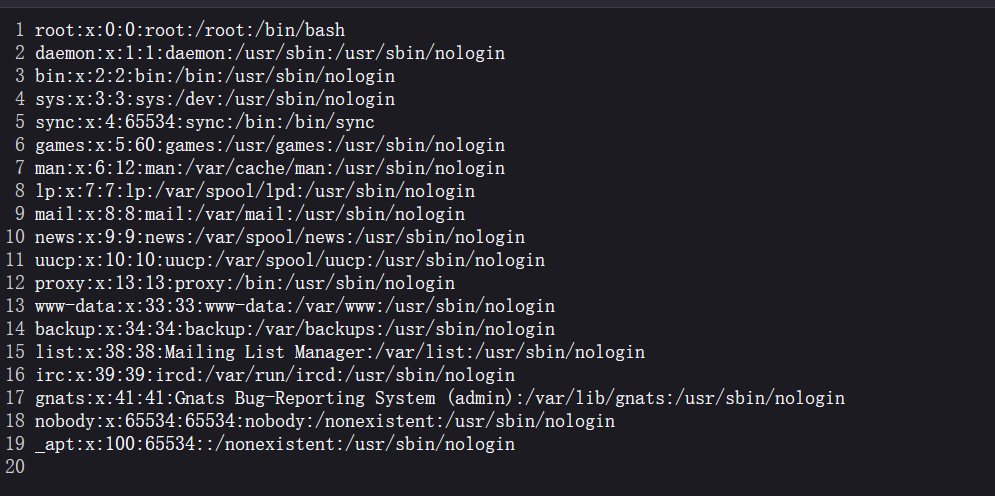 1 root:x:0:0:root:/root:/bin/bash
2 daemon:x:1:1:daemon:/usr/sbin:/usr/sbin/nologin
3 bin:x:2:2:bin:/bin:/usr/sbin/nologin
4 sys:x:3:3:sys:/dev:/usr/sbin/nologin
5 sync:x:4:65534:sync:/bin:/bin/sync
6 games:x:5:60:games:/usr/games:/usr/sbin/nologin
7 man:x:6:12:man:/var/cache/man:/usr/sbin/nologin
8 lp:x:7:7:lp:/var/spool/lpd:/usr/sbin/nologin
9 mail:x:8:8:mail:/var/mail:/usr/sbin/nologin
10 news:x:9:9:news:/var/spool/news:/usr/sbin/nologin
11 uucp:x:10:10:uucp:/var/spool/uucp:/usr/sbin/nologin
12 proxy:x:13:13:proxy:/bin:/usr/sbin/nologin
13 www-data:x:33:33:www-data:/var/www:/usr/sbin/nologin
14 backup:x:34:34:backup:/var/backups:/usr/sbin/nologin
15 list:x:38:38:Mailing List Manager:/var/list:/usr/sbin/nologin
16 irc:x:39:39:ircd:/var/run/ircd:/usr/sbin/nologin
17 gnats:x:41:41:Gnats Bug-Reporting System (admin):/var/lib/gnats:/usr/sbin/nologin
18 nobody:x:65534:65534:nobody:/nonexistent:/usr/sbin/nologin
19 _apt:x:100:65534::/nonexistent:/usr/sbin/nologin
20